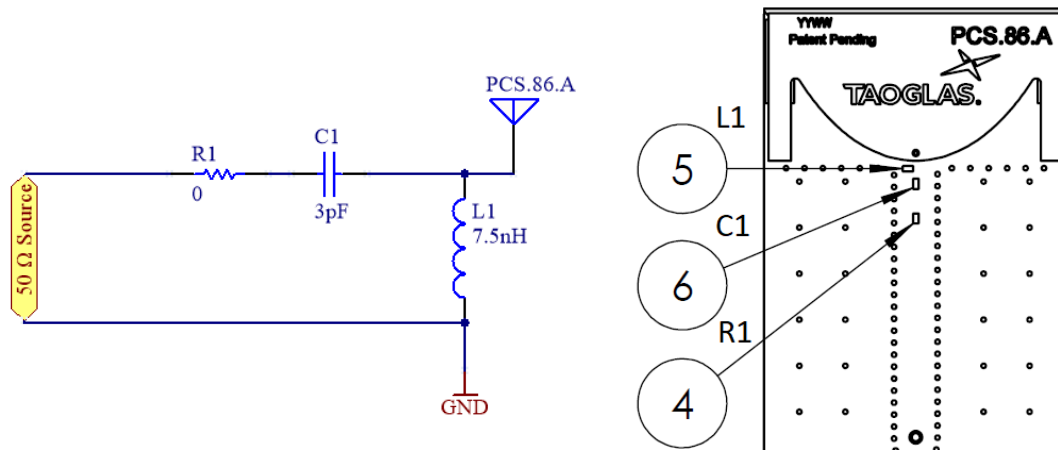 50 Ω Source
R1
0
C1
3pF
PCS.86.A
L1
7.5nH
GND
YYWW
Patent Pending
PCS.86.A
TAOGLAS.
L1
5
C1
6
R1
4